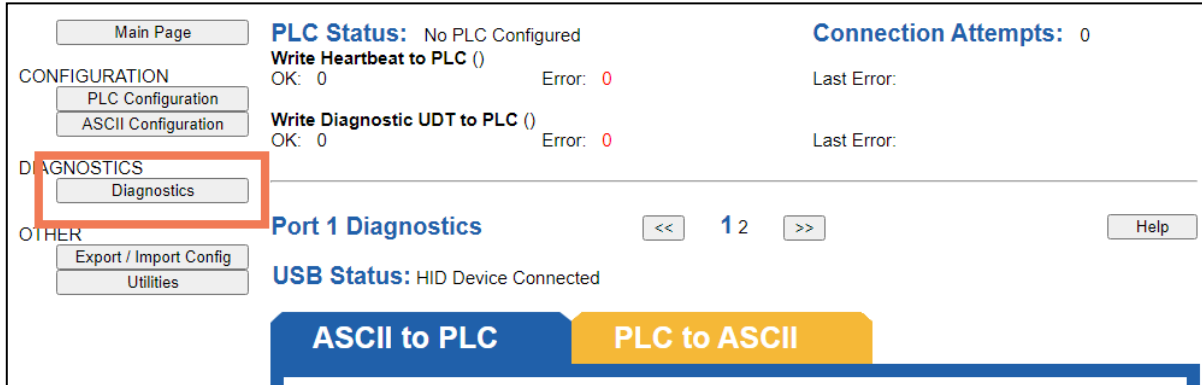 Main Page
CONFIGURATION
PLC Configuration
ASCII Configuration
DIAGNOSTICS
Diagnostics
OTHER
Export / Import Config
Utilities
PLC Status: No PLC Configured Connection Attempts: 0
Write Heartbeat to PLC ()
OK: 0 Error: 0 Last Error:
Write Diagnostic UDT to PLC ()
OK: 0 Error: 0 Last Error:
Port 1 Diagnostics << 1 2 >> Help
USB Status: HID Device Connected
ASCII to PLC PLC to ASCII